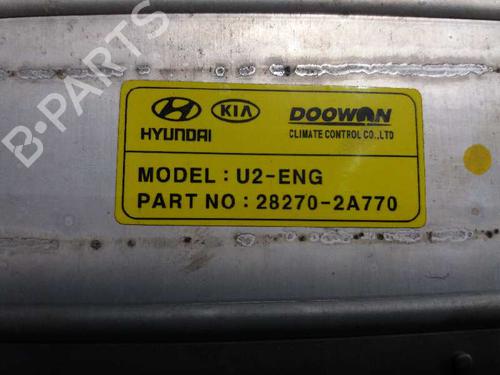 B-PARTS
HYUNDAI KIA DOOWON
CLIMATE CONTROL CO.,LTD
MODEL : U2-ENG
PART NO : 28270-2A770